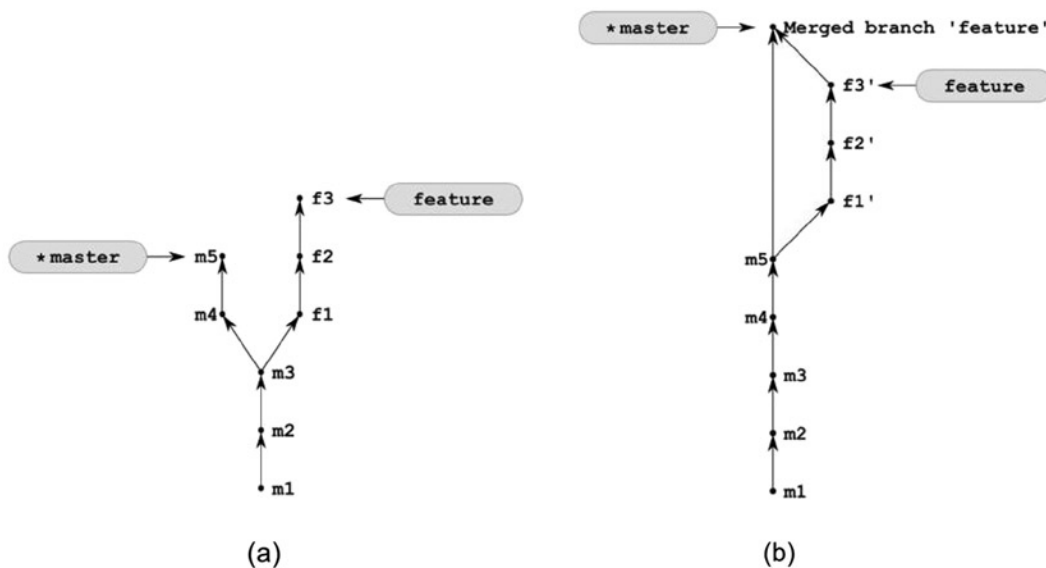 f3
feature
*master
m5
f2
m4
f1
m3
m2
m1
(a)
*master
Merged branch 'feature'
f3'
feature
f2'
f1'
m5
m4
m3
m2
m1
(b)